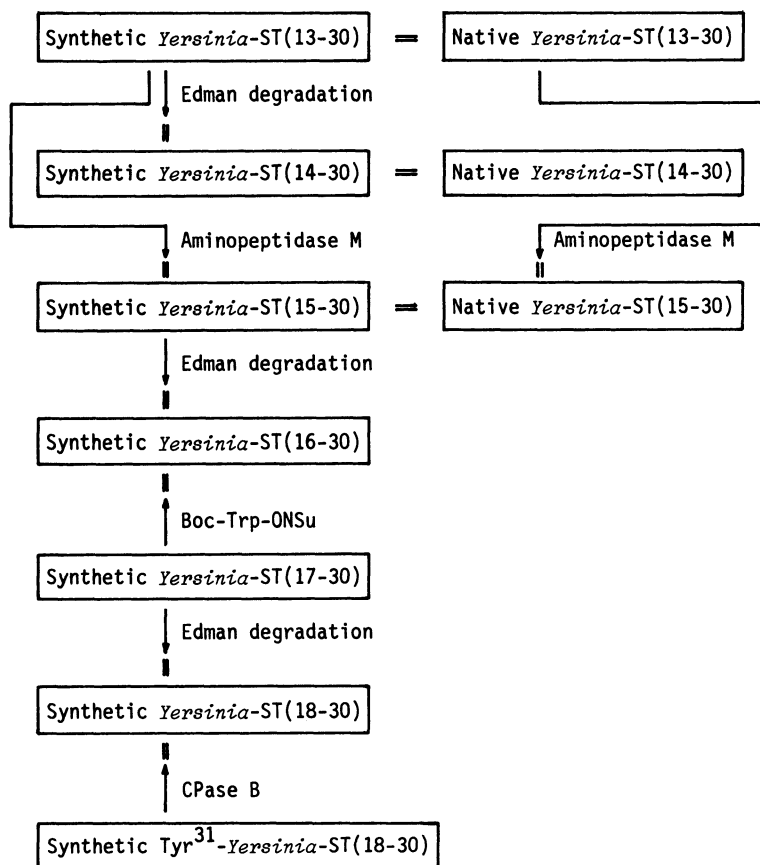 Synthetic Yersinia-ST(13-30) = Native Yersinia-ST(13-30)
Edman degradation
Synthetic Yersinia-ST(14-30) = Native Yersinia-ST(14-30)
Aminopeptidase M Aminopeptidase M
Synthetic Yersinia-ST(15-30) = Native Yersinia-ST(15-30)
Edman degradation
Synthetic Yersinia-ST(16-30)
Boc-Trp-ONSu
Synthetic Yersinia-ST(17-30)
Edman degradation
Synthetic Yersinia-ST(18-30)
CPase B
Synthetic Tyr³¹-Yersinia-ST(18-30)